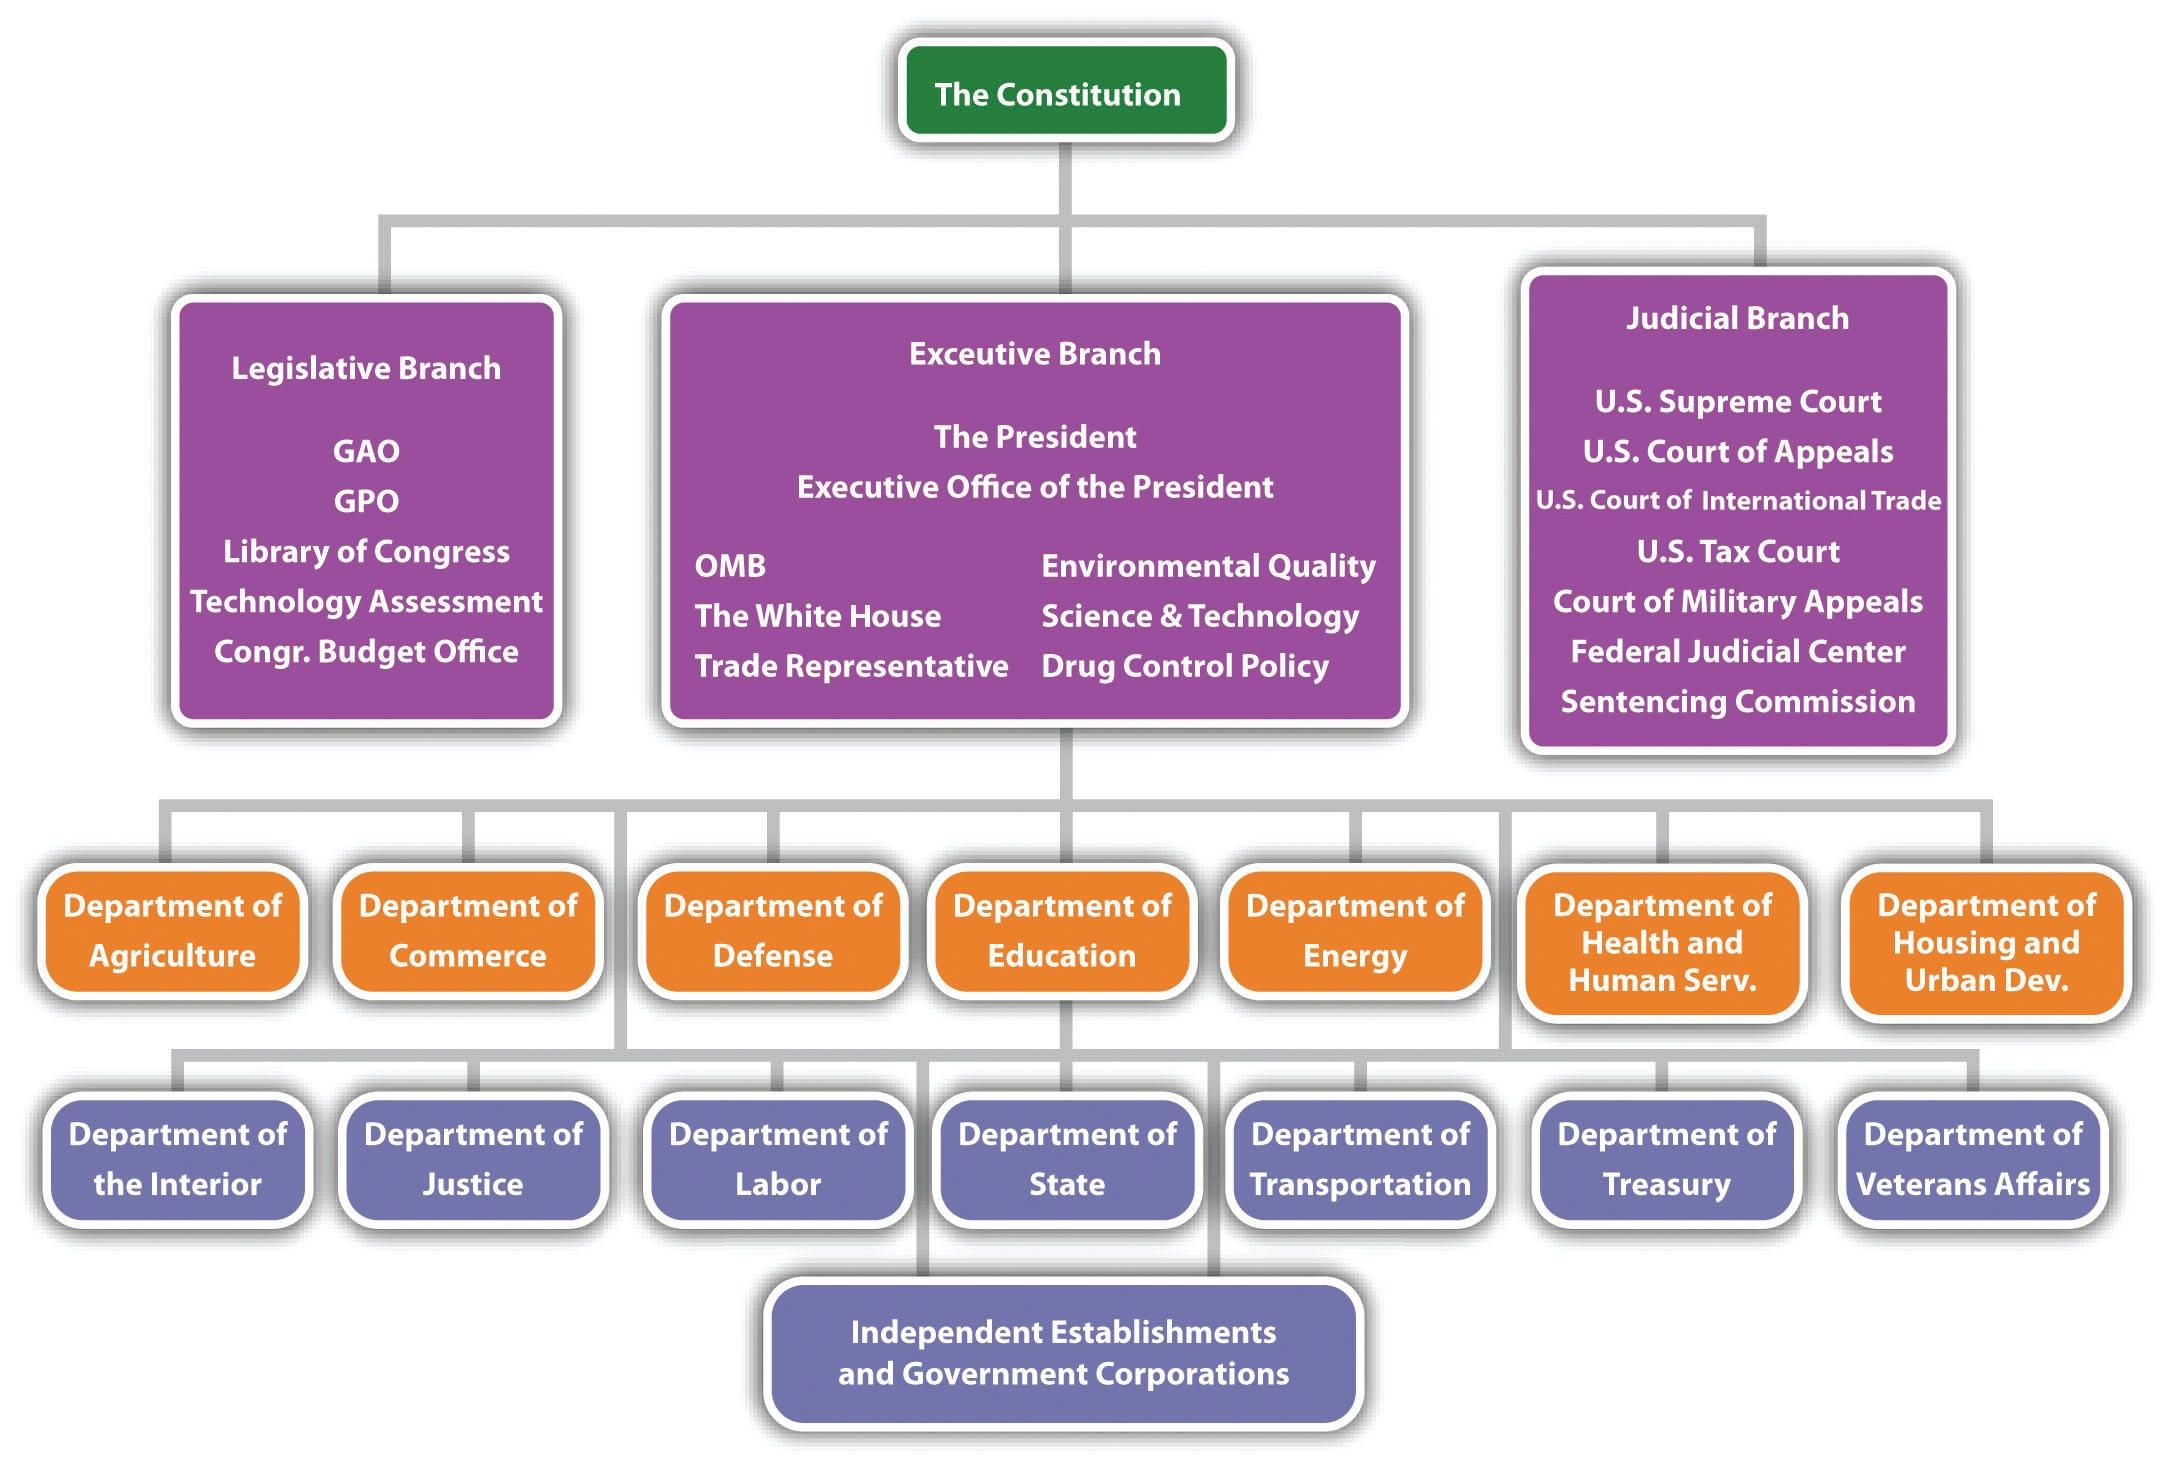 The Constitution
Legislative Branch
GAO
GPO
Library of Congress
Technology Assessment
Congr. Budget Office
Exceutive Branch
The President
Executive Office of the President
OMB
The White House
Trade Representative
Environmental Quality
Science & Technology
Drug Control Policy
Judicial Branch
U.S. Supreme Court
U.S. Court of Appeals
U.S. Court of International Trade
U.S. Tax Court
Court of Military Appeals
Federal Judicial Center
Sentencing Commission
Department of
Agriculture
Department of
Commerce
Department of
Defense
Department of
Education
Department of
Energy
Department of
Health and
Human Serv.
Department of
Housing and
Urban Dev.
Department of
the Interior
Department of
Justice
Department of
Labor
Department of
State
Department of
Transportation
Department of
Treasury
Department of
Veterans Affairs
Independent Establishments
and Government Corporations